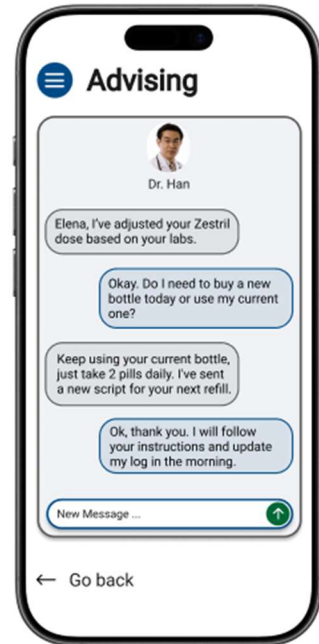 Advising
Dr. Han
Elena, I've adjusted your Zestril
dose based on your labs.
Okay. Do I need to buy a new
bottle today or use my current
one?
Keep using your current bottle,
just take 2 pills daily. I've sent
a new script for your next refill.
Ok, thank you. I will follow
your instructions and update
my log in the morning.
New Message ...
Go back